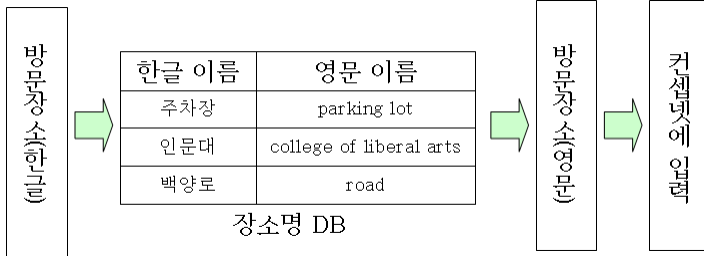 방문장소(한글)
한글 이름 영문 이름
주차장 parking lot
인문대 college of liberal arts
백양로 road
장소명 DB
방문장소(영문)
컨셉넷에 입력